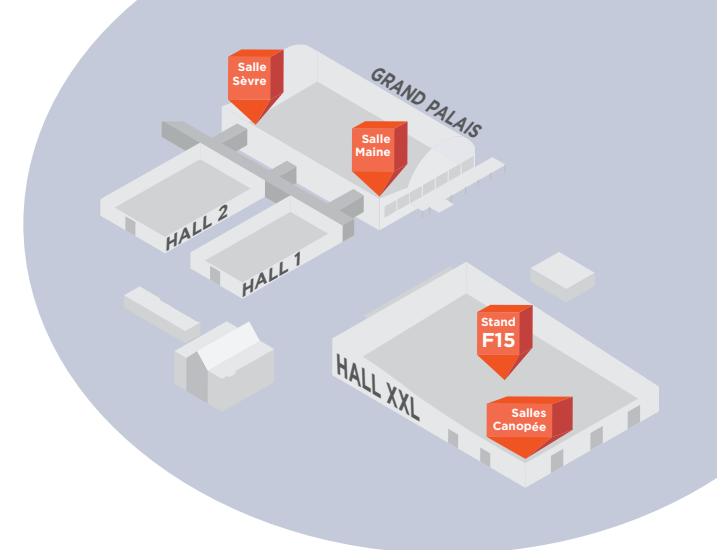 Salle
Sèvre
GRAND PALAIS
Salle
Maine
HALL 2
HALL 1
Stand
F15
HALL XXL
Salles
Canopée